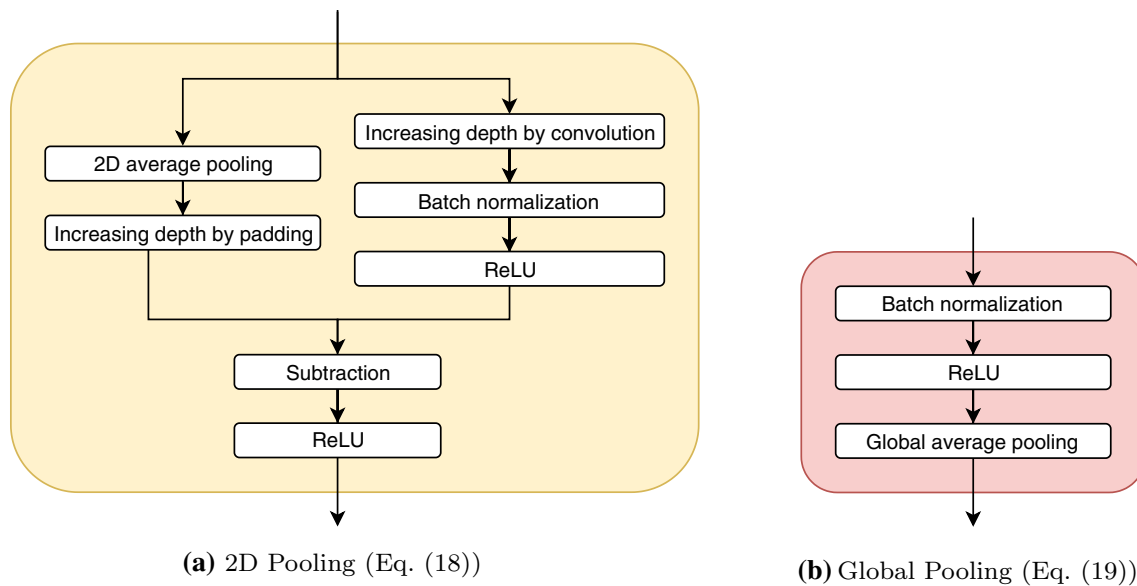 2D average pooling
Increasing depth by padding
Increasing depth by convolution
Batch normalization
ReLU
Subtraction
ReLU
(a) 2D Pooling (Eq. (18))
Batch normalization
ReLU
Global average pooling
(b) Global Pooling (Eq. (19))